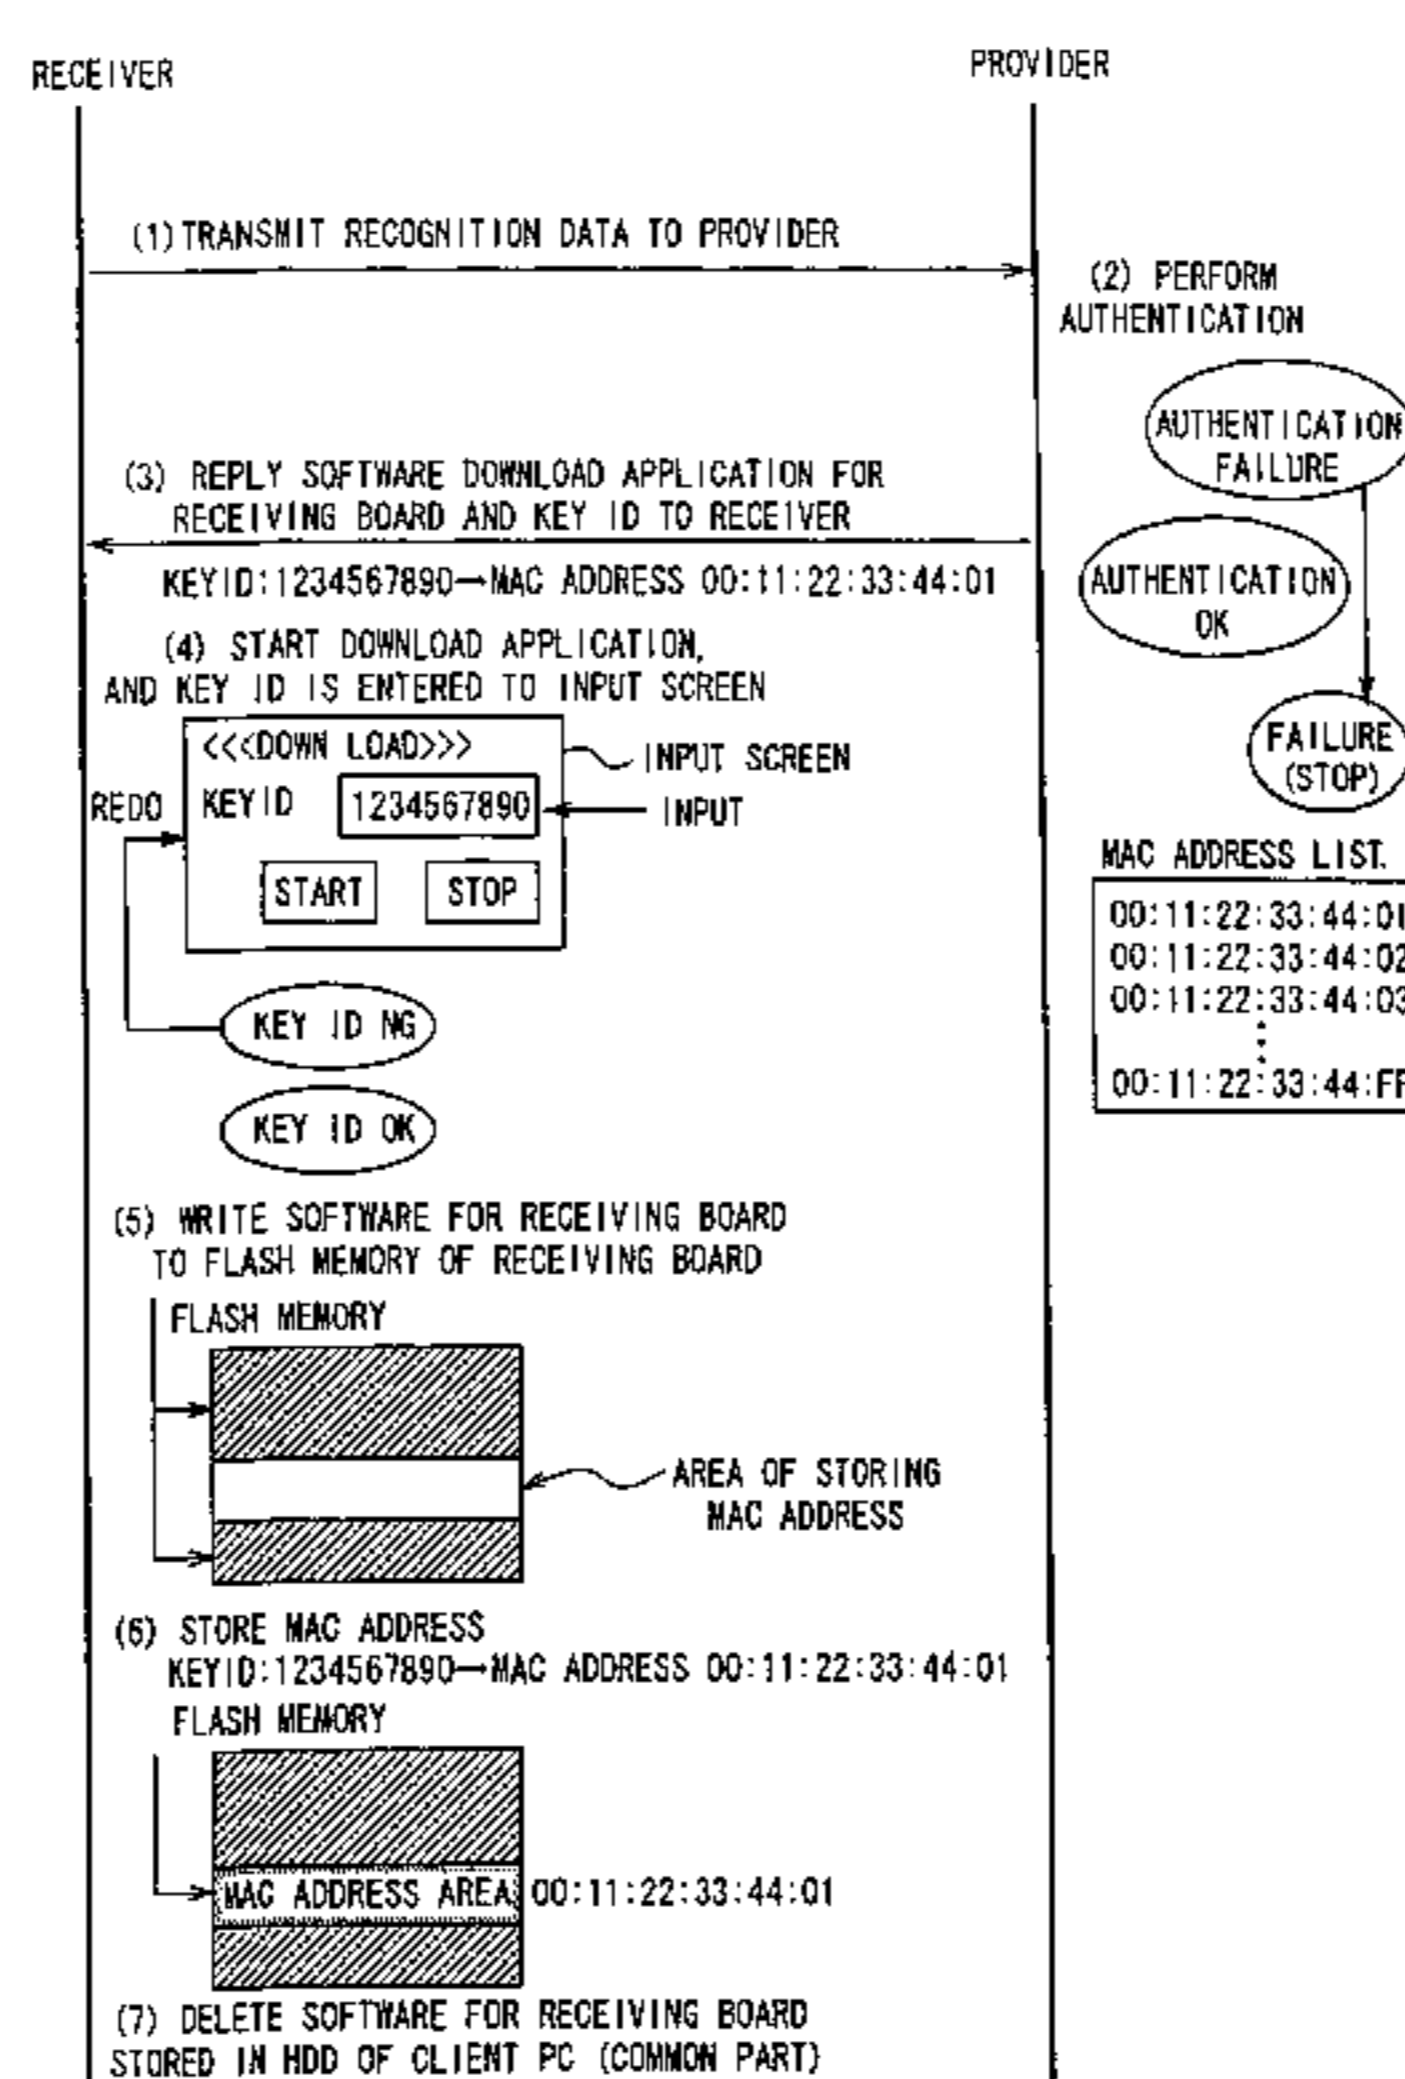 RECEIVER
PROVIDER
(1) TRANSMIT RECOGNITION DATA TO PROVIDER
(2) PERFORM
AUTHENTICATION
AUTHENTICATION
FAILURE
(3) REPLY SOFTWARE DOWNLOAD APPLICATION FOR
RECEIVING BOARD AND KEY ID TO RECEIVER
KEYID:1234567890→MAC ADDRESS 00:11:22:33:44:01
AUTHENTICATION
OK
(4) START DOWNLOAD APPLICATION,
AND KEY ID IS ENTERED TO INPUT SCREEN
<<<DOWN LOAD>>>
INPUT SCREEN
REDO
KEYID
1234567890
INPUT
START
STOP
FAILURE
(STOP)
MAC ADDRESS LIST.
00:11:22:33:44:01
00:11:22:33:44:02
00:11:22:33:44:03
00:11:22:33:44:FF
KEY ID NG
KEY ID OK
(5) WRITE SOFTWARE FOR RECEIVING BOARD
TO FLASH MEMORY OF RECEIVING BOARD
FLASH MEMORY
AREA OF STORING
MAC ADDRESS
(6) STORE MAC ADDRESS
KEYID:1234567890→MAC ADDRESS 00:11:22:33:44:01
FLASH MEMORY
MAC ADDRESS AREA
00:11:22:33:44:01
(7) DELETE SOFTWARE FOR RECEIVING BOARD
STORED IN HDD OF CLIENT PC (COMMON PART)